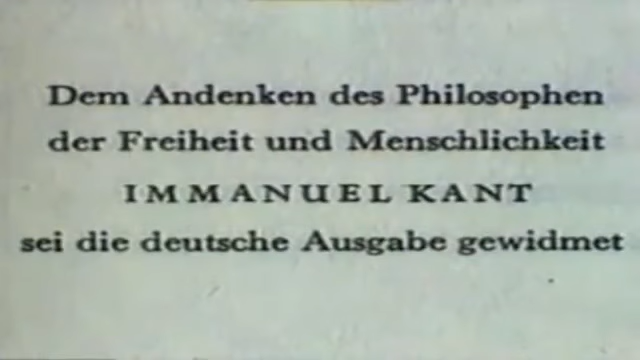 Dem Andenken des Philosophen
der Freiheit und Menschlichkeit
IMMANUEL KANT
sei die deutsche Ausgabe gewidmet